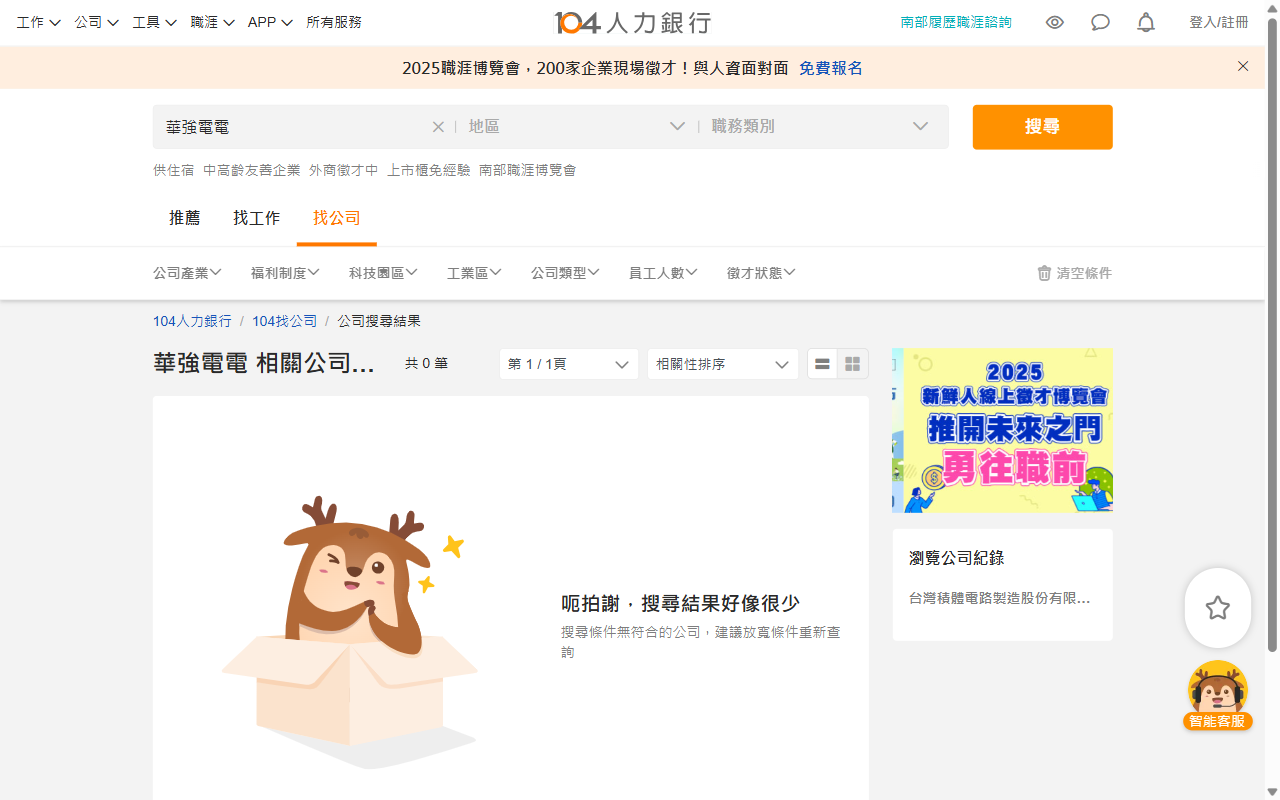 工作 公司 工具 職涯 APP 所有服務
104人力銀行
南部履歷職涯諮詢 登入/註冊
2025職涯博覽會，200家企業現場徵才！與人資面對面 免費報名
華強電電 地區 職務類別 搜尋
供住宿 中高齡友善企業 外商徵才中 上市櫃免經驗 南部職涯博覽會
推薦 找工作 找公司
公司產業 福利制度 科技園區 工業區 公司類型 員工人數 徵才狀態 清空條件
104人力銀行 / 104找公司 / 公司搜尋結果
華強電電 相關公司... 共 0 筆 第 1 / 1頁 相關性排序
2025
新鮮人線上徵才博覽會
推開未來之門
勇往職前
瀏覽公司紀錄
台灣積體電路製造股份有限...
呃拍謝，搜尋結果好像很少
搜尋條件無符合的公司，建議放寬條件重新查
詢
智能客服